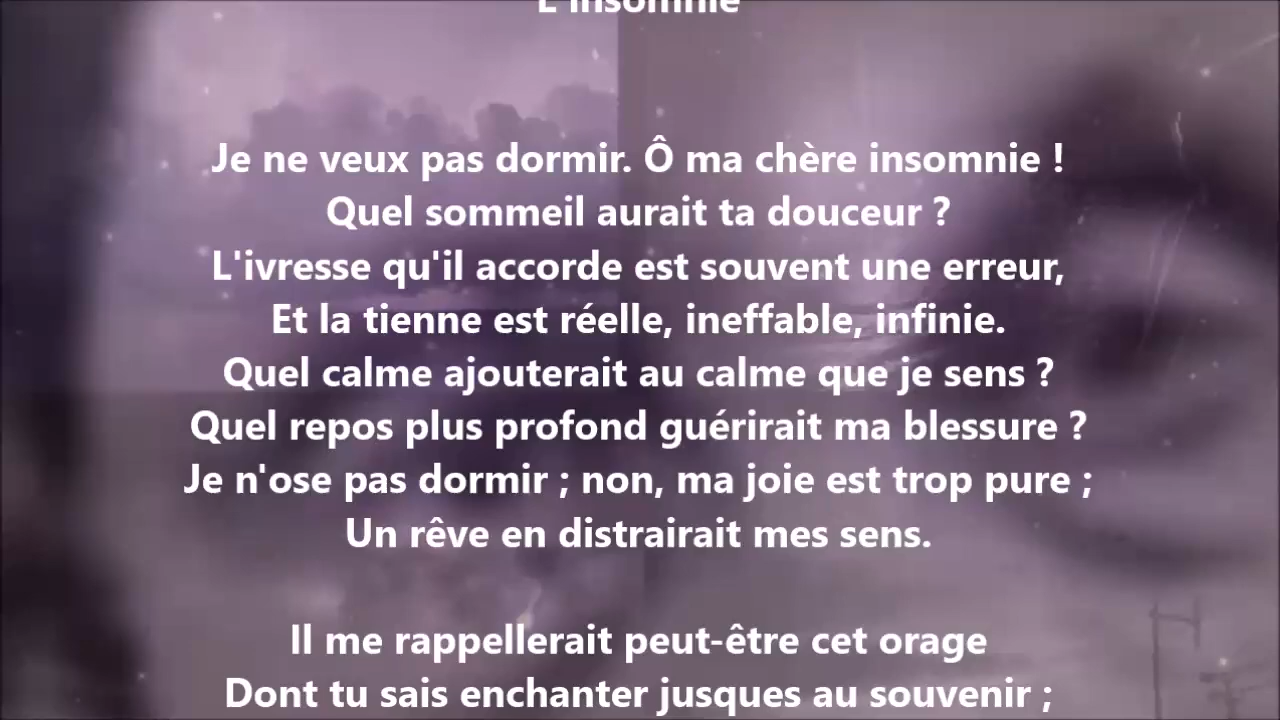 L'insomnie
Je ne veux pas dormir. Ô ma chère insomnie !
Quel sommeil aurait ta douceur ?
L'ivresse qu'il accorde est souvent une erreur,
Et la tienne est réelle, ineffable, infinie.
Quel calme ajouterait au calme que je sens ?
Quel repos plus profond guérirait ma blessure ?
Je n'ose pas dormir ; non, ma joie est trop pure ;
Un rêve en distrairait mes sens.
Il me rappellerait peut-être cet orage
Dont tu sais enchanter jusques au souvenir ;